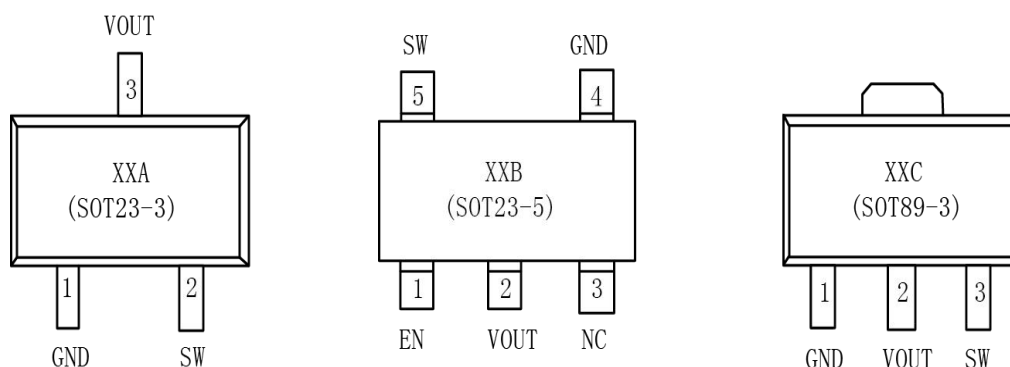 VOUT
3
XXA
(SOT23-3)
1 2
GND SW
SW GND
5 4
XXB
(SOT23-5)
1 2 3
EN VOUT NC
XXC
(SOT89-3)
1 2 3
GND VOUT SW